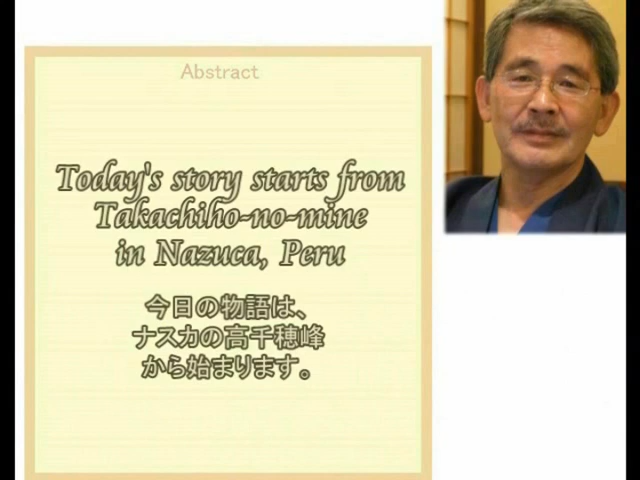 Abstract
Today's story starts from
Takachiho-no-mine
in Nazuca, Peru
今日の物語は、
ナスカの高千穂峰
から始まります。